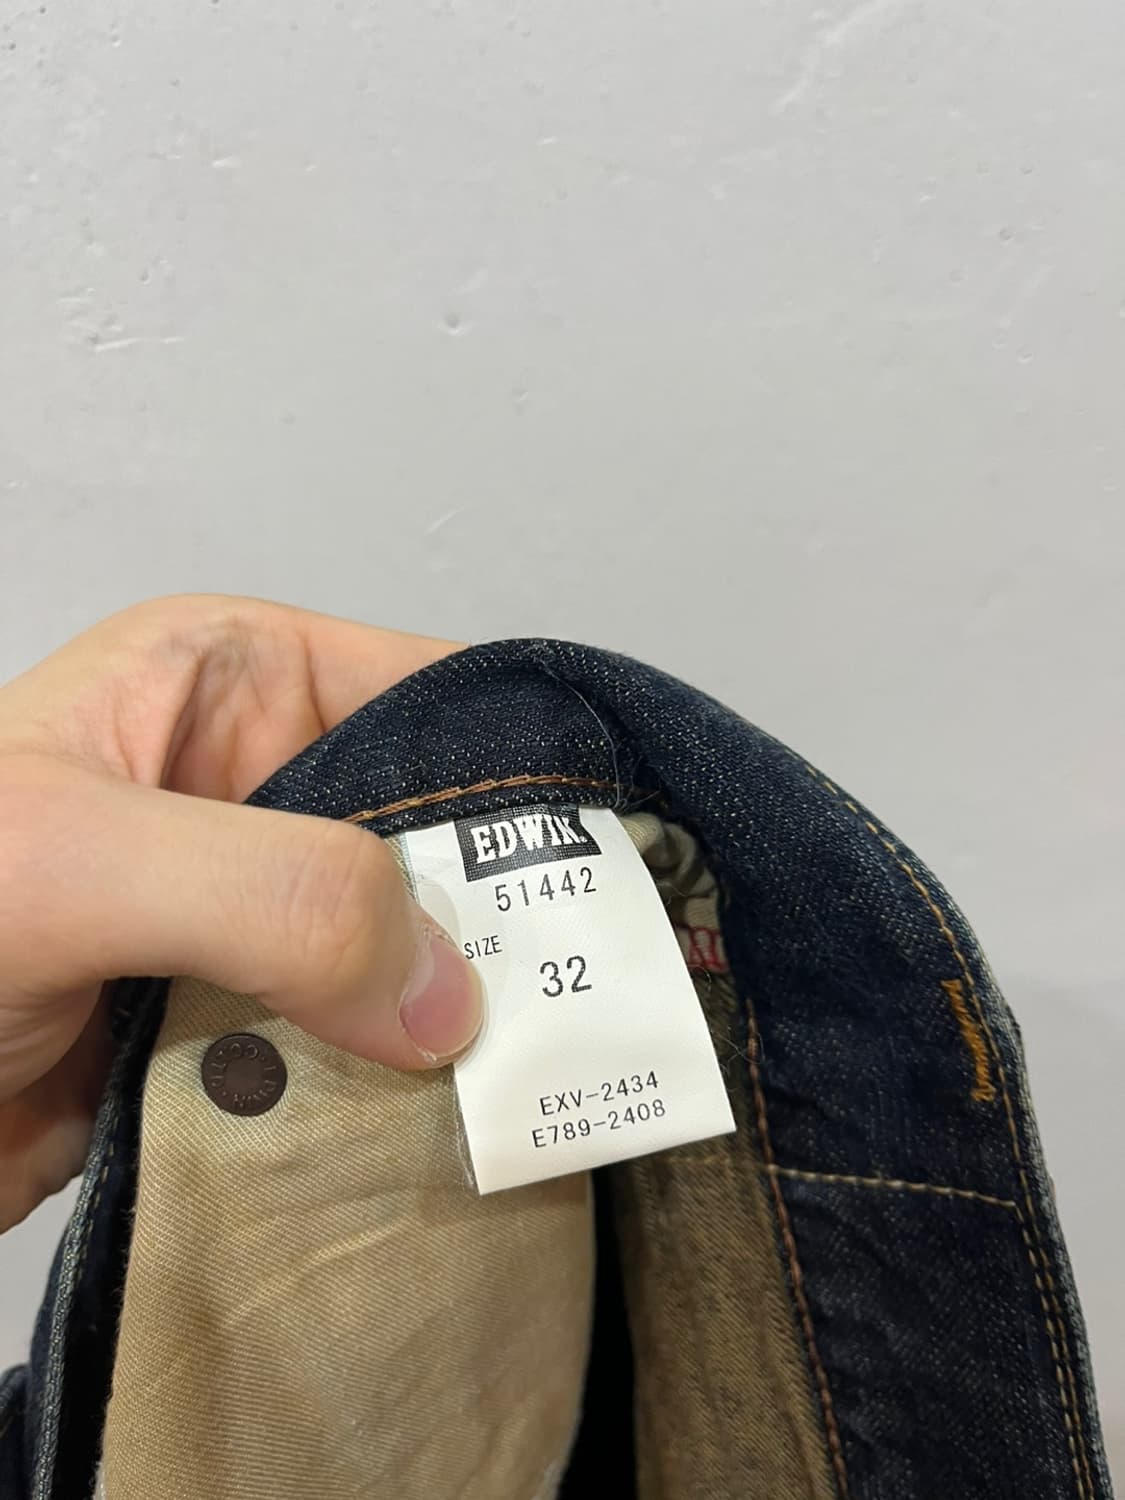 EDWIN.
51442
SIZE
32
EXV-2434
E789-2408